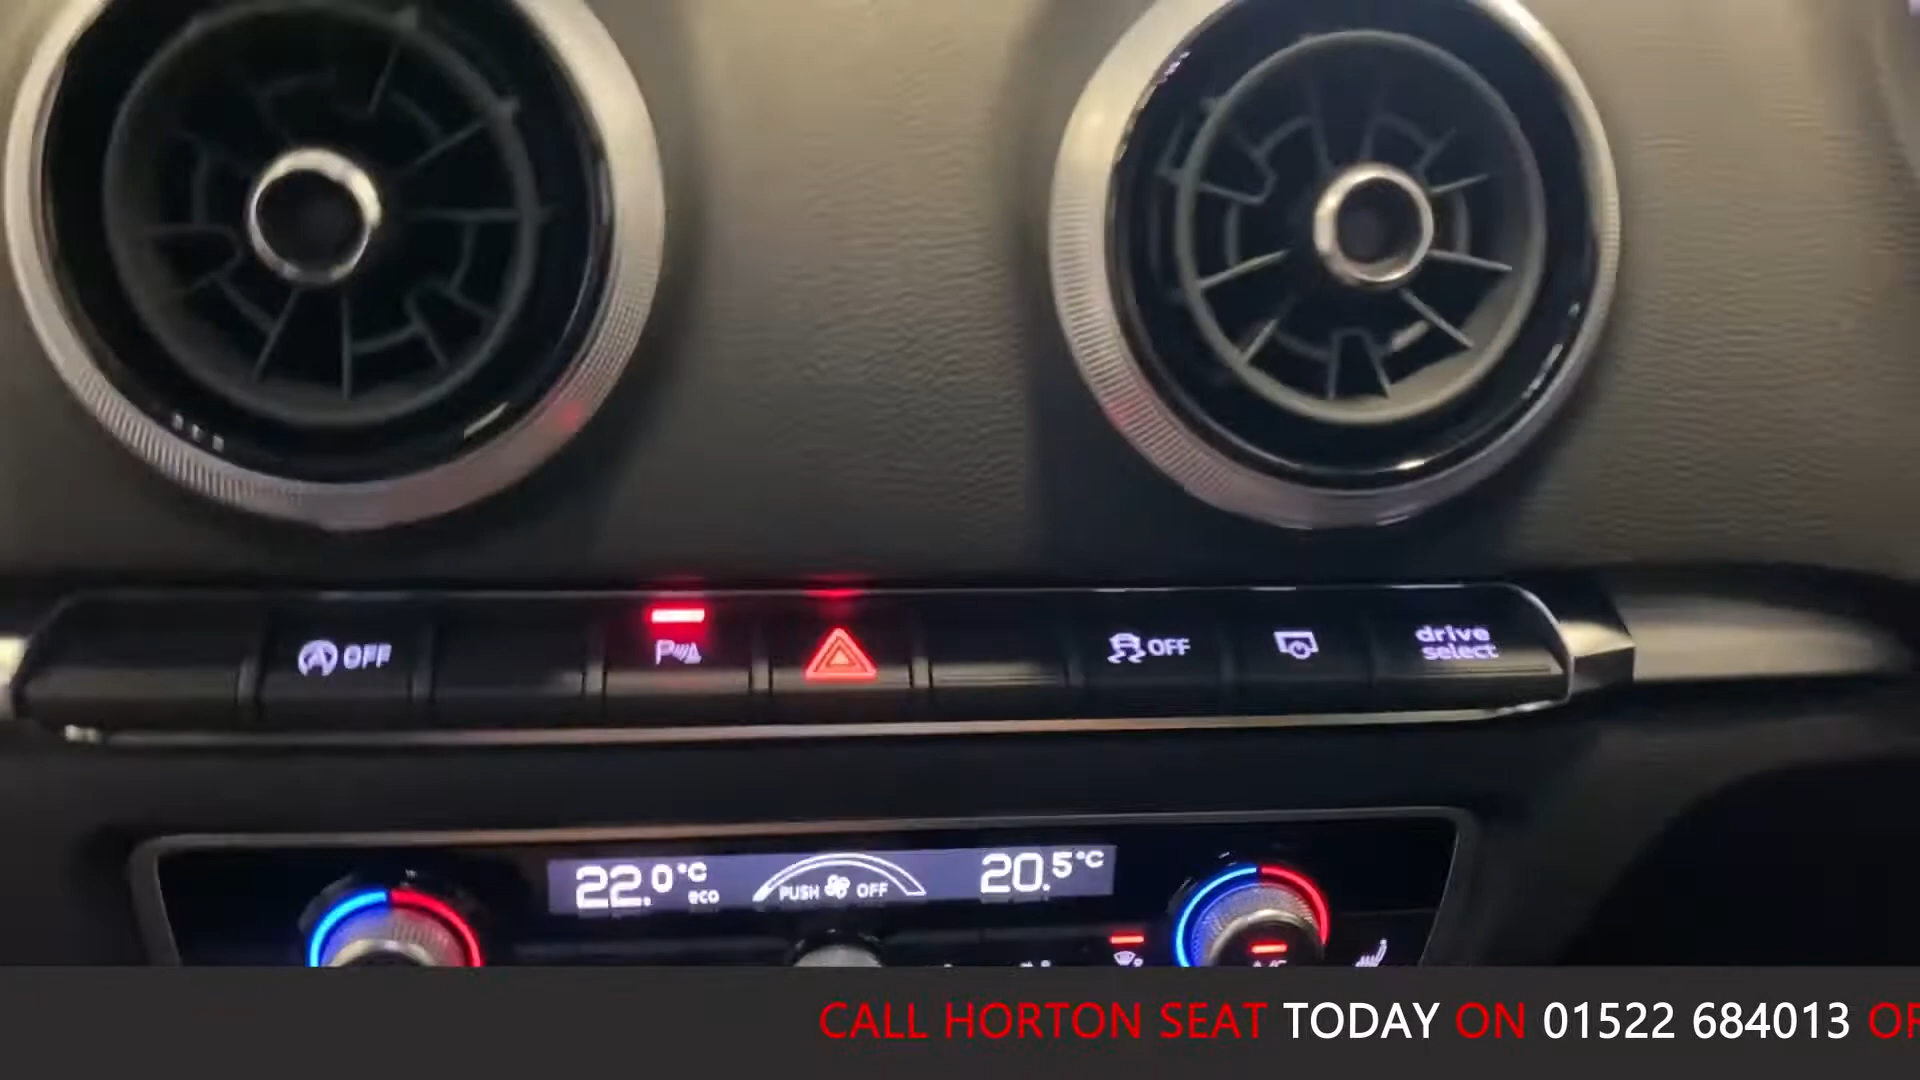 OFF
P
OFF
drive
select
22.0°C
eco
PUSH OFF
20.5°C
CALL HORTON SEAT TODAY ON 01522 684013